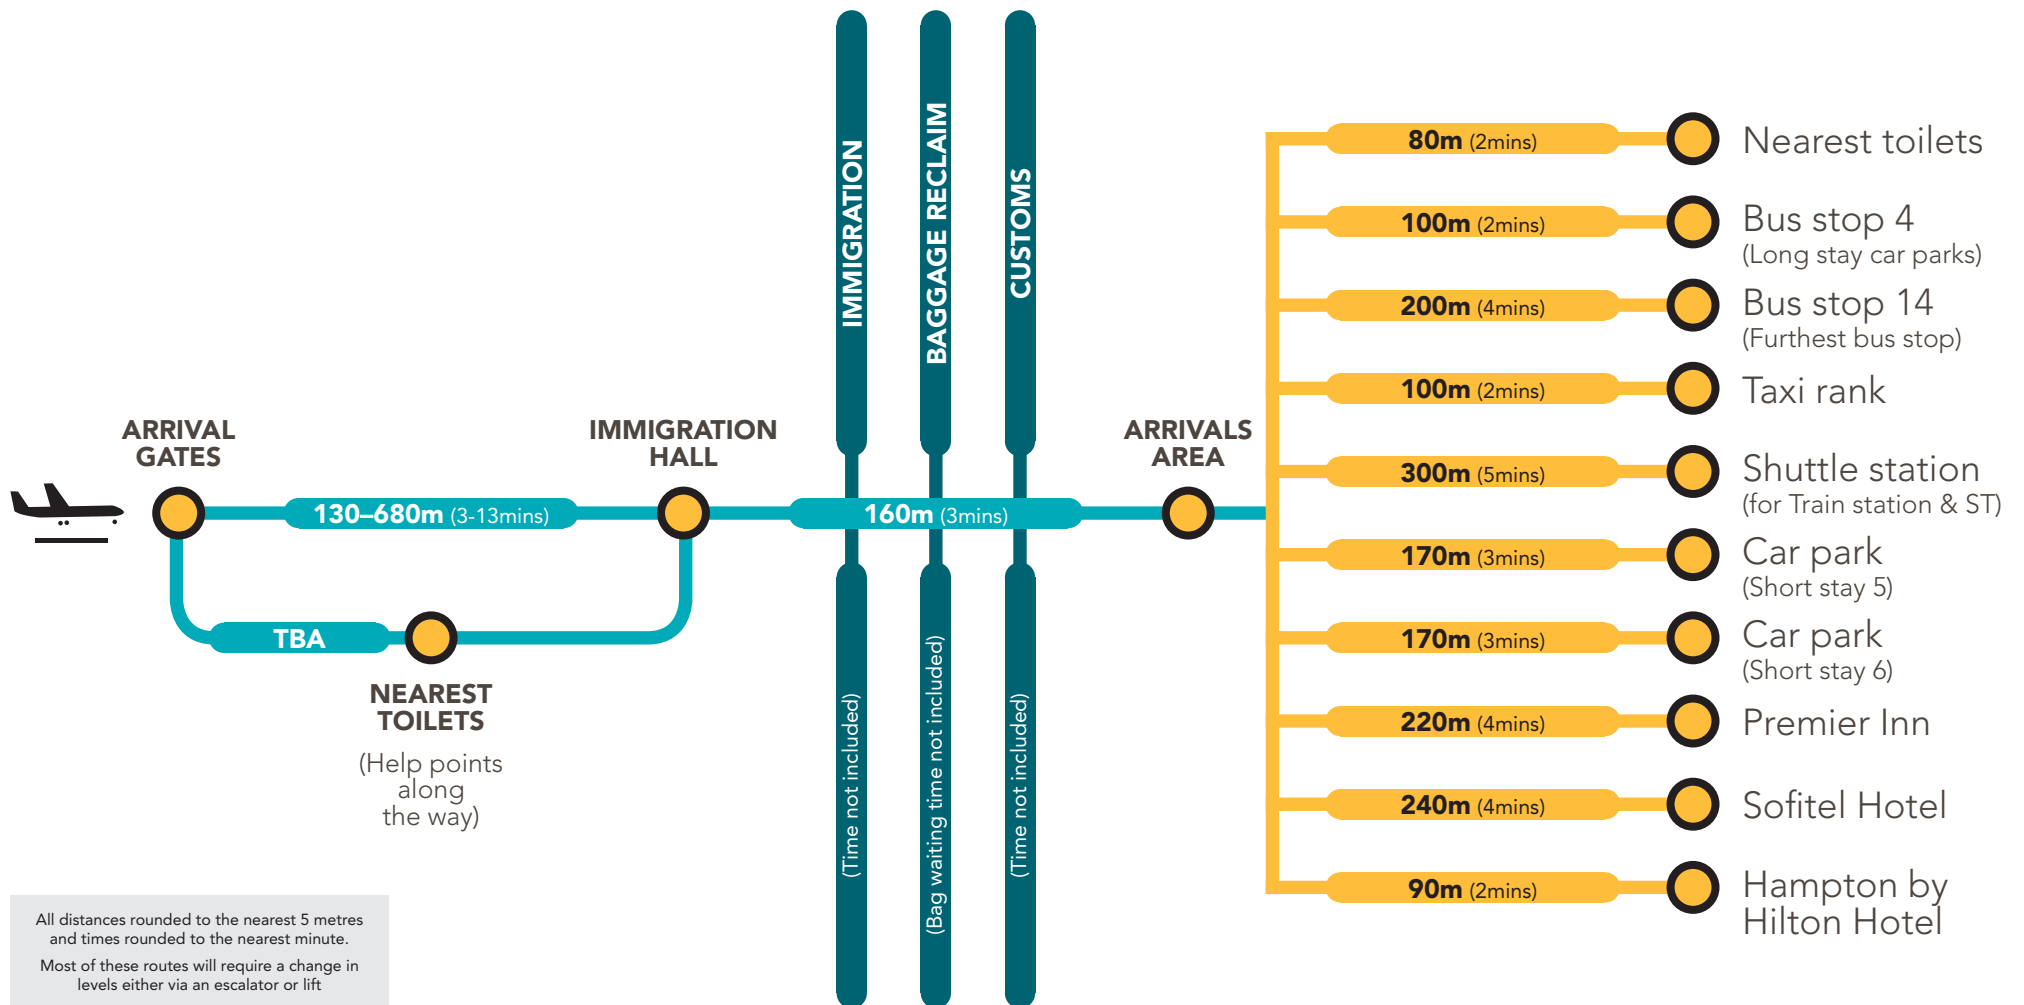 ARRIVAL
GATES
130–680m (3-13mins)
TBA
NEAREST
TOILETS
(Help points
along
the way)
IMMIGRATION
HALL
160m (3mins)
IMMIGRATION
(Time not included)
BAGGAGE RECLAIM
(Bag waiting time not included)
CUSTOMS
(Time not included)
ARRIVALS
AREA
80m (2mins)
Nearest toilets
100m (2mins)
Bus stop 4
(Long stay car parks)
200m (4mins)
Bus stop 14
(Furthest bus stop)
100m (2mins)
Taxi rank
300m (5mins)
Shuttle station
(for Train station & ST)
170m (3mins)
Car park
(Short stay 5)
170m (3mins)
Car park
(Short stay 6)
220m (4mins)
Premier Inn
240m (4mins)
Sofitel Hotel
90m (2mins)
Hampton by
Hilton Hotel
All distances rounded to the nearest 5 metres
and times rounded to the nearest minute.
Most of these routes will require a change in
levels either via an escalator or lift